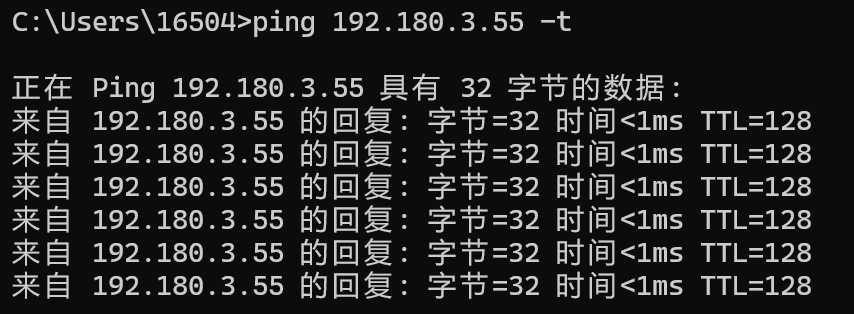 C:\Users\16504>ping 192.180.3.55 -t
正在 Ping 192.180.3.55 具有 32 字节的数据:
来自 192.180.3.55 的回复: 字节=32 时间<1ms TTL=128
来自 192.180.3.55 的回复: 字节=32 时间<1ms TTL=128
来自 192.180.3.55 的回复: 字节=32 时间<1ms TTL=128
来自 192.180.3.55 的回复: 字节=32 时间<1ms TTL=128
来自 192.180.3.55 的回复: 字节=32 时间<1ms TTL=128
来自 192.180.3.55 的回复: 字节=32 时间<1ms TTL=128